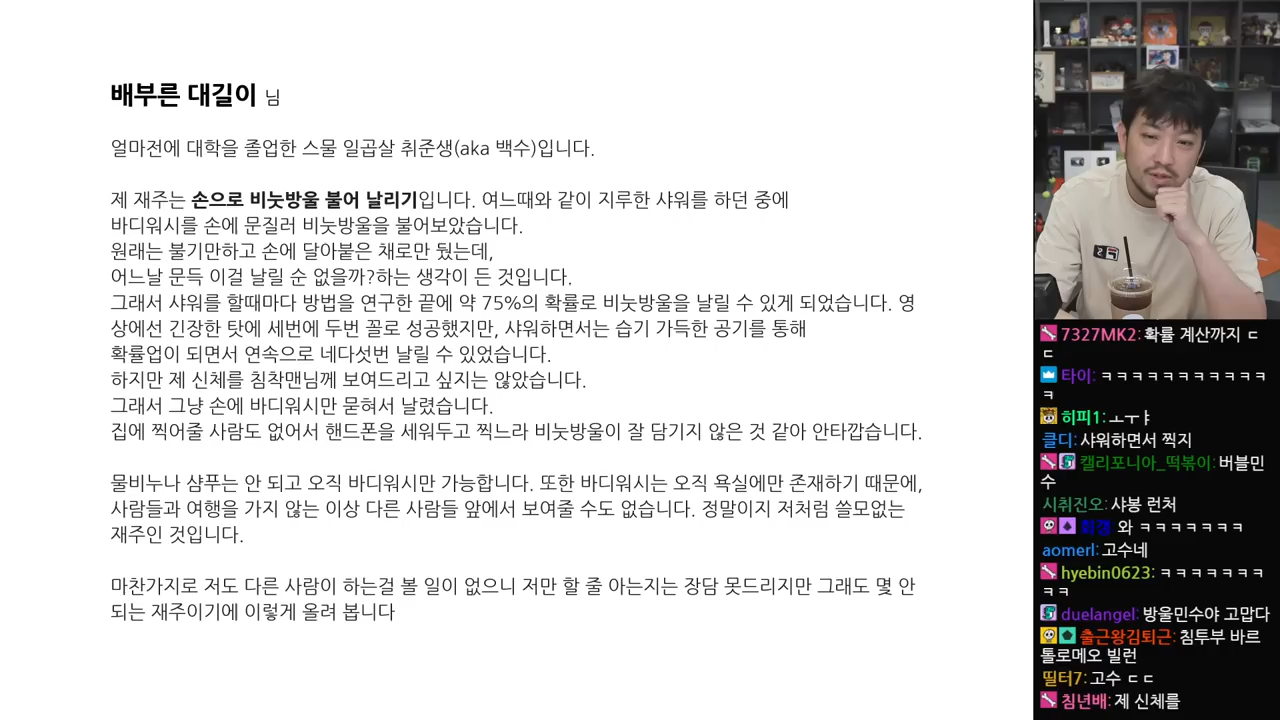 배부른 대길이 님
얼마전에 대학을 졸업한 스물 일곱살 취준생(aka 백수)입니다.
제 재주는 손으로 비눗방울 불어 날리기입니다. 여느때와 같이 지루한 샤워를 하던 중에
바디워시를 손에 문질러 비눗방울을 불어보았습니다.
원래는 불기만하고 손에 달아붙은 채로만 뒀는데,
어느날 문득 이걸 날릴 순 없을까?하는 생각이 든 것입니다.
그래서 샤워를 할때마다 방법을 연구한 끝에 약 75%의 확률로 비눗방울을 날릴 수 있게 되었습니다. 영
상에선 긴장한 탓에 세번에 두번 꼴로 성공했지만, 샤워하면서는 습기 가득한 공기를 통해
확률업이 되면서 연속으로 네다섯번 날릴 수 있었습니다.
하지만 제 신체를 침착맨님께 보여드리고 싶지는 않았습니다.
그래서 그냥 손에 바디워시만 묻혀서 날렸습니다.
집에 찍어줄 사람도 없어서 핸드폰을 세워두고 찍느라 비눗방울이 잘 담기지 않은 것 같아 안타깝습니다.
물비누나 샴푸는 안 되고 오직 바디워시만 가능합니다. 또한 바디워시는 오직 욕실에만 존재하기 때문에,
사람들과 여행을 가지 않는 이상 다른 사람들 앞에서 보여줄 수도 없습니다. 정말이지 저처럼 쓸모없는
재주인 것입니다.
마찬가지로 저도 다른 사람이 하는걸 볼 일이 없으니 저만 할 줄 아는지는 장담 못드리지만 그래도 몇 안
되는 재주이기에 이렇게 올려 봅니다
7327MK2: 확률 계산까지 ㄷ
ㄷ
타이: ㅋㅋㅋㅋㅋㅋㅋㅋㅋㅋㅋ
ㅋ
히피1: ㅗㅜㅑ
클디: 샤워하면서 찍지
캘리포니아_떡볶이: 버블민
수
시취진오: 샤봉 런처
와 ㅋㅋㅋㅋㅋㅋㅋ
aomerl: 고수네
hyebin0623: ㅋㅋㅋㅋㅋㅋㅋ
ㅋㅋ
duelangel: 방울민수야 고맙다
출근왕김퇴근: 침투부 바르
톨로메오 빌런
띨터7: 고수 ㄷㄷ
침년배: 제 신체를